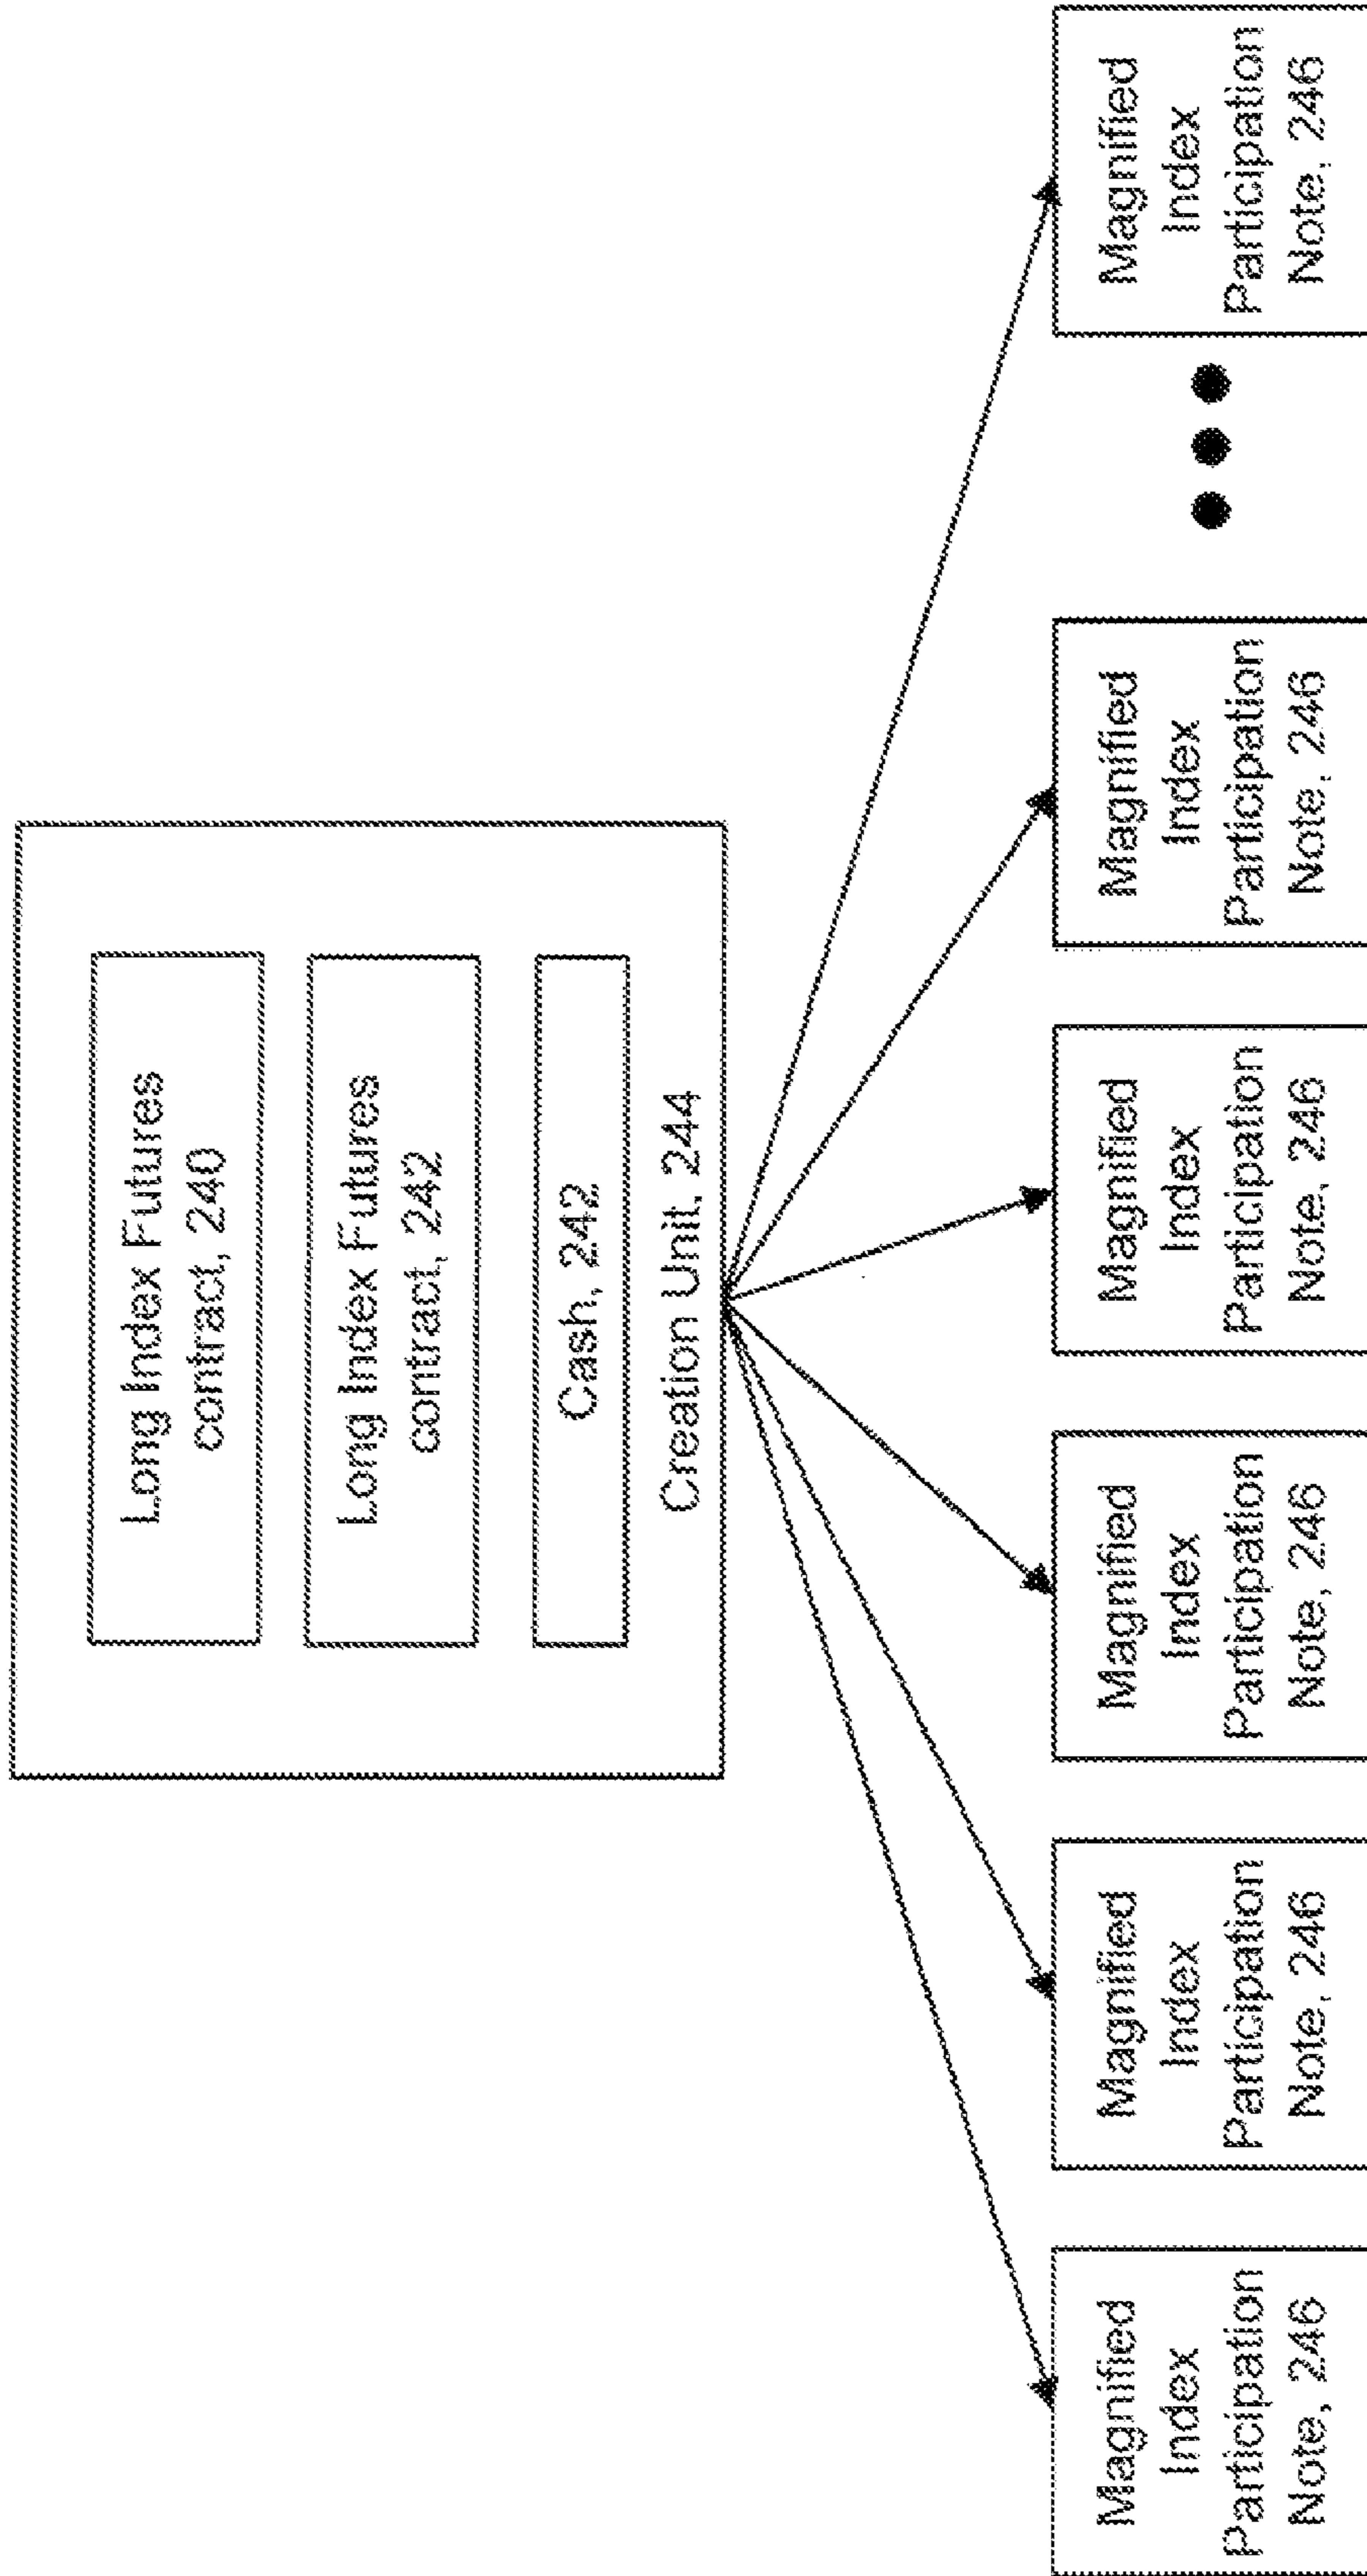 Long Index Futures
contract, 240
Long Index Futures
contract, 242
Cash, 242
Creation Unit, 244
Magnified
Index
Participation
Note, 246
Magnified
Index
Participation
Note, 246
Magnified
Index
Participation
Note, 246
Magnified
Index
Participation
Note, 246
Magnified
Index
Participation
Note, 246
Magnified
Index
Participation
Note, 246